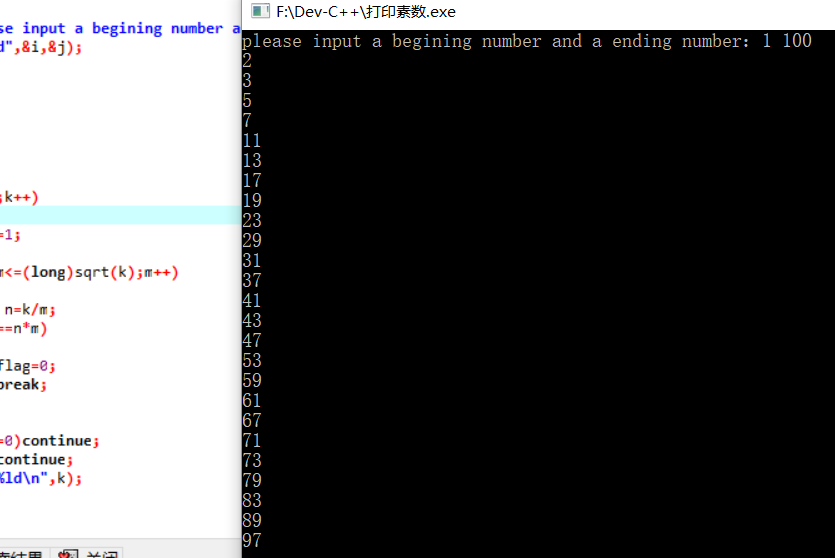 se input a begining number a
d",&i,&j);
;k++)
=1;
m<=(long)sqrt(k);m++)
n=k/m;
==n*m)
flag=0;
break;
=0)continue;
continue;
%ld\n",k);
关闭
F:\Dev-C++\打印素数.exe
please input a begining number and a ending number: 1 100
2
3
5
7
11
13
17
19
23
29
31
37
41
43
47
53
59
61
67
71
73
79
83
89
97